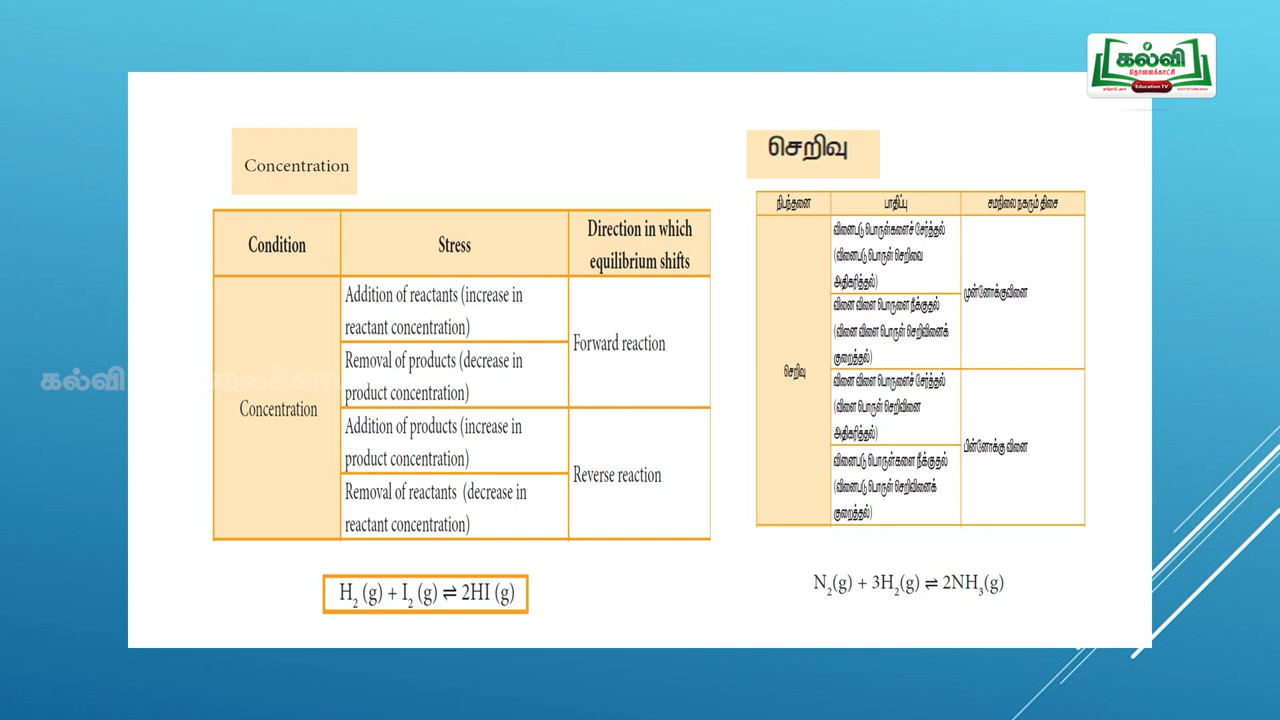 கல்வி
தொலைக்காட்சி
Education TV
Concentration
Condition
Stress
Direction in which
equilibrium shifts
Concentration
Addition of reactants (increase in
reactant concentration)
Removal of products (decrease in
product concentration)
Forward reaction
Addition of products (increase in
product concentration)
Removal of reactants (decrease in
reactant concentration)
Reverse reaction
H₂ (g) + I₂ (g) ⇌ 2HI (g)
செறிவு
நிபந்தனை
பாதிப்பு
சமநிலை நகரும் திசை
செறிவு
வினைபடு பொருள்களைச் சேர்த்தல்
(வினைபடு பொருள் செறிவை
அதிகரித்தல்)
வினை விளை பொருளை நீக்குதல்
(வினை விளை பொருள் செறிவினைக்
குறைத்தல்)
முன்னோக்குவினை
வினை விளை பொருளைச் சேர்த்தல்
(விளை பொருள் செறிவினை
அதிகரித்தல்)
வினைபடு பொருள்களை நீக்குதல்
(வினைபடு பொருள் செறிவினைக்
குறைத்தல்)
பின்னோக்கு வினை
N₂(g) + 3H₂(g) ⇌ 2NH₃(g)
கல்வி